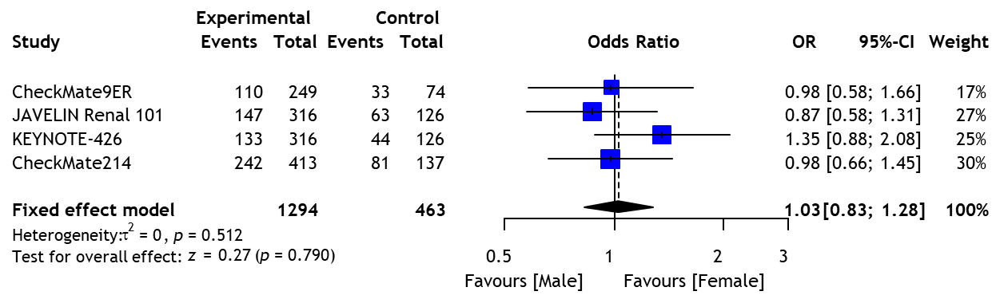 Experimental Control
Study Events Total Events Total Odds Ratio OR 95%-CI Weight
CheckMate9ER 110 249 33 74 0.98 [0.58; 1.66] 17%
JAVELIN Renal 101 147 316 63 126 0.87 [0.58; 1.31] 27%
KEYNOTE-426 133 316 44 126 1.35 [0.88; 2.08] 25%
CheckMate214 242 413 81 137 0.98 [0.66; 1.45] 30%
Fixed effect model 1294 463 1.03[0.83; 1.28] 100%
Heterogeneity:τ² = 0, p = 0.512
Test for overall effect: z = 0.27 (p = 0.790)
0.5 1 2 3
Favours [Male] Favours [Female]